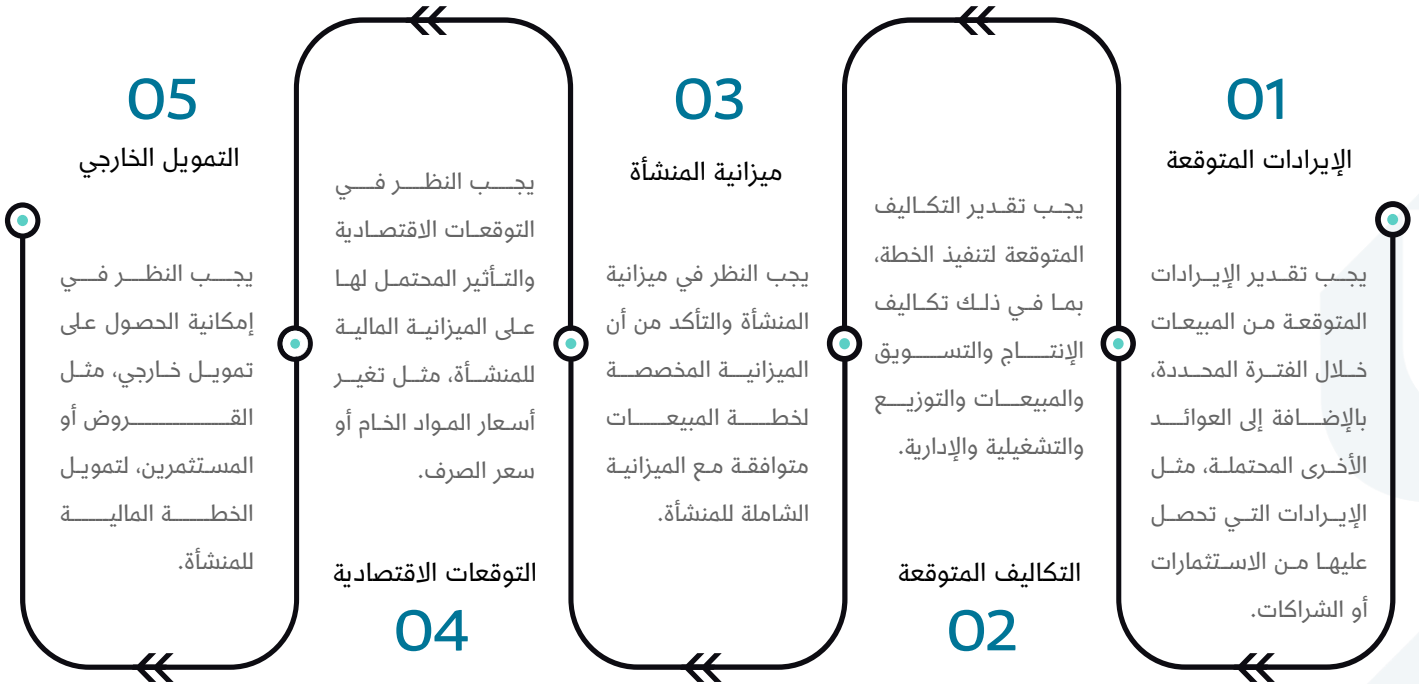 01
الإيرادات المتوقعة
يجب تقدير الإيرادات
المتوقعة من المبيعات
خلال الفترة المحددة،
بالإضافة إلى العوائد
الأخرى المحتملة، مثل
الإيرادات التي تحصل
عليها من الاستثمارات
أو الشراكات.
يجب تقدير التكاليف
المتوقعة لتنفيذ الخطة،
بما في ذلك تكاليف
الإنتاج والتسويق
والمبيعات والتوزيع
والتشغيلية والإدارية.
التكاليف المتوقعة
02
03
ميزانية المنشأة
يجب النظر في ميزانية
المنشأة والتأكد من أن
الميزانية المخصصة
لخطة المبيعات
متوافقة مع الميزانية
الشاملة للمنشأة.
يجب النظر في
التوقعات الاقتصادية
والتأثير المحتمل لها
على الميزانية المالية
للمنشأة، مثل تغير
أسعار المواد الخام أو
سعر الصرف.
التوقعات الاقتصادية
04
05
التمويل الخارجي
يجب النظر في
إمكانية الحصول على
تمويل خارجي، مثل
القروض أو
المستثمرين، لتمويل
الخطة المالية
للمنشأة.